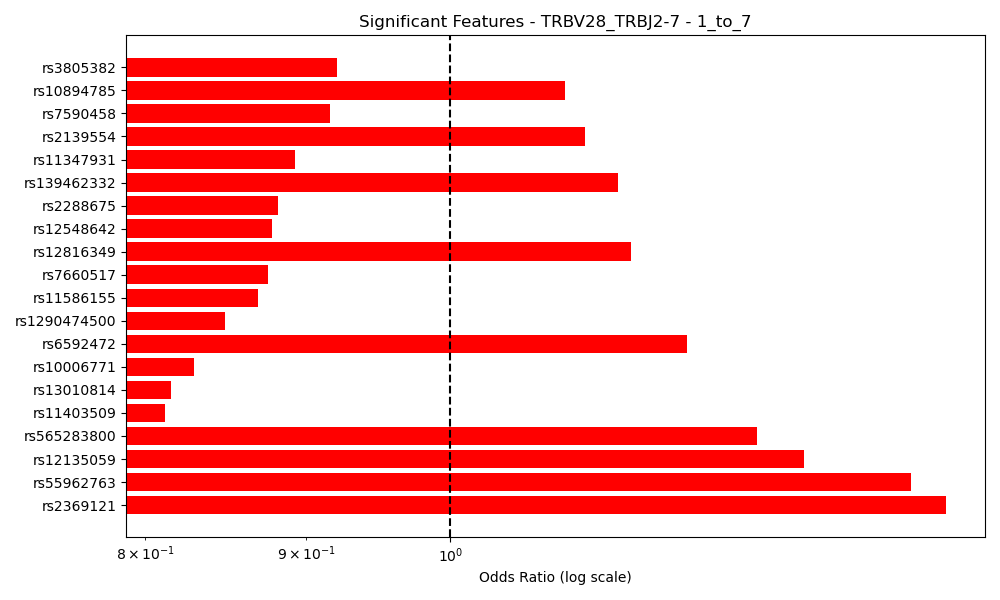 Significant Features - TRBV28_TRBJ2-7 - 1_to_7
rs3805382
rs10894785
rs7590458
rs2139554
rs11347931
rs139462332
rs2288675
rs12548642
rs12816349
rs7660517
rs11586155
rs1290474500
rs6592472
rs10006771
rs13010814
rs11403509
rs565283800
rs12135059
rs55962763
rs2369121
8 × 10⁻¹ 9 × 10⁻¹ 10⁰
Odds Ratio (log scale)